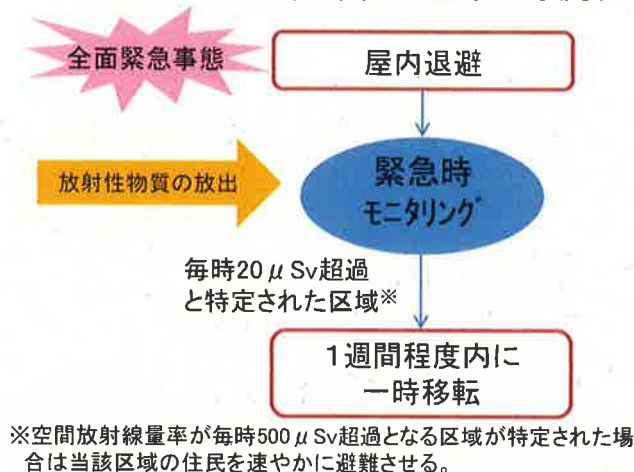 全面緊急事態
屋内退避
放射性物質の放出
緊急時
モニタリング
毎時20μSv超過
と特定された区域※
1週間程度内に
一時移転
※空間放射線量率が毎時500μSv超過となる区域が特定された場
合は当該区域の住民を速やかに避難させる。